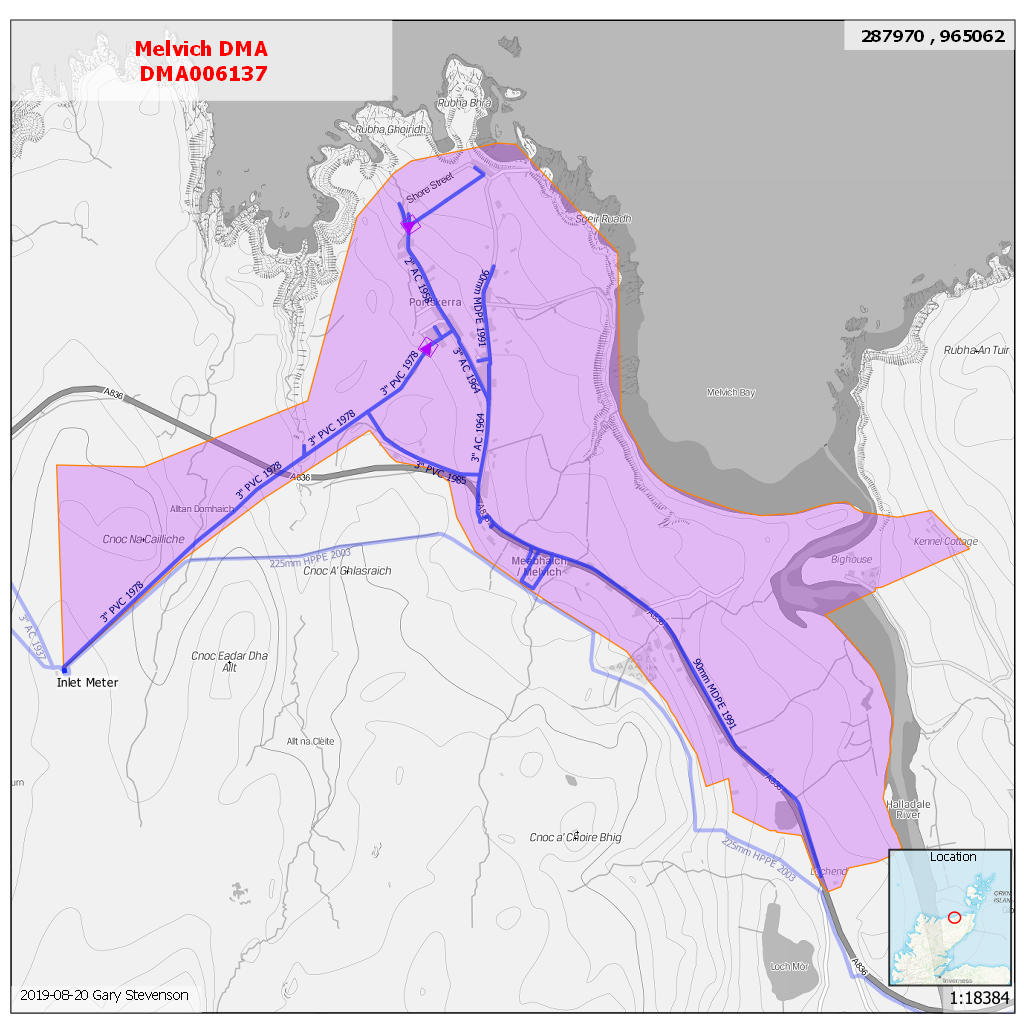 Melvich DMA
DMA006137
287970 , 965062
Rubha Bhra
Rubha Ghoiridh
Shore Street
Sgeir Ruadh
2" AC 1958
90mm MDPE 1991
Portskerra
3" AC 1964
3" PVC 1978
Rubha An Tuir
Melvich Bay
A836
3" PVC 1978
3" AC 1964
3" PVC 1985
3" PVC 1978
A836
Alltan Domhaich
A836
Cnoc Na Cailliche
225mm HPPE 2003
Cnoc A' Ghlasraich
Melvich
Kennel Cottage
Bighouse
3" PVC 1978
3" AC 1937
A836
Cnoc Eadar Dha
Allt
Inlet Meter
90mm MDPE 1991
Allt na Clèite
A836
Halladale
River
Cnoc a' Choire Bhig
225mm HPPE 2003
Lochend
Location
Inverness
Loch Mòr
A836
2019-08-20 Gary Stevenson
1:18384